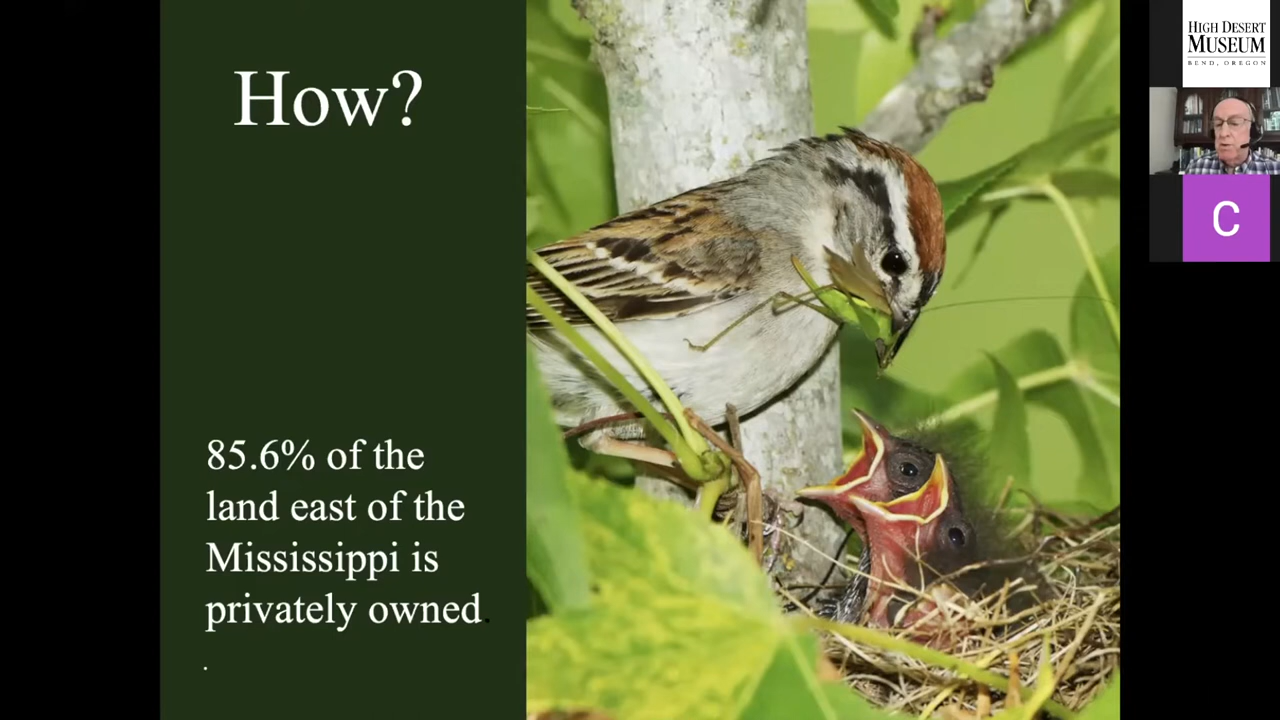 How?
85.6% of the
land east of the
Mississippi is
privately owned.
.
HIGH DESERT
MUSEUM
BEND, OREGON
C